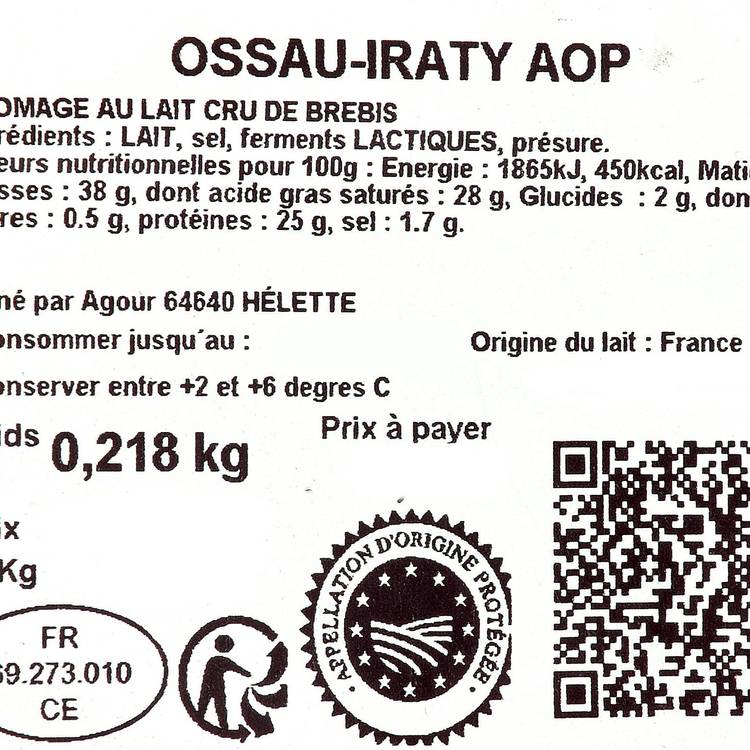 OSSAU-IRATY AOP
OMAGE AU LAIT CRU DE BREBIS
rédients : LAIT, sel, ferments LACTIQUES, présure.
eurs nutritionnelles pour 100g : Energie : 1865kJ, 450kcal, Mati
sses : 38 g, dont acide gras saturés : 28 g, Glucides : 2 g, don
res : 0.5 g, protéines : 25 g, sel : 1.7 g.
né par Agour 64640 HÉLETTE
onsommer jusqu´au :
Origine du lait : France
onserver entre +2 et +6 degres C
ids 0,218 kg
Prix à payer
ix
Kg
FR
69.273.010
CE
APPELLATION D'ORIGINE PROTÉGÉE